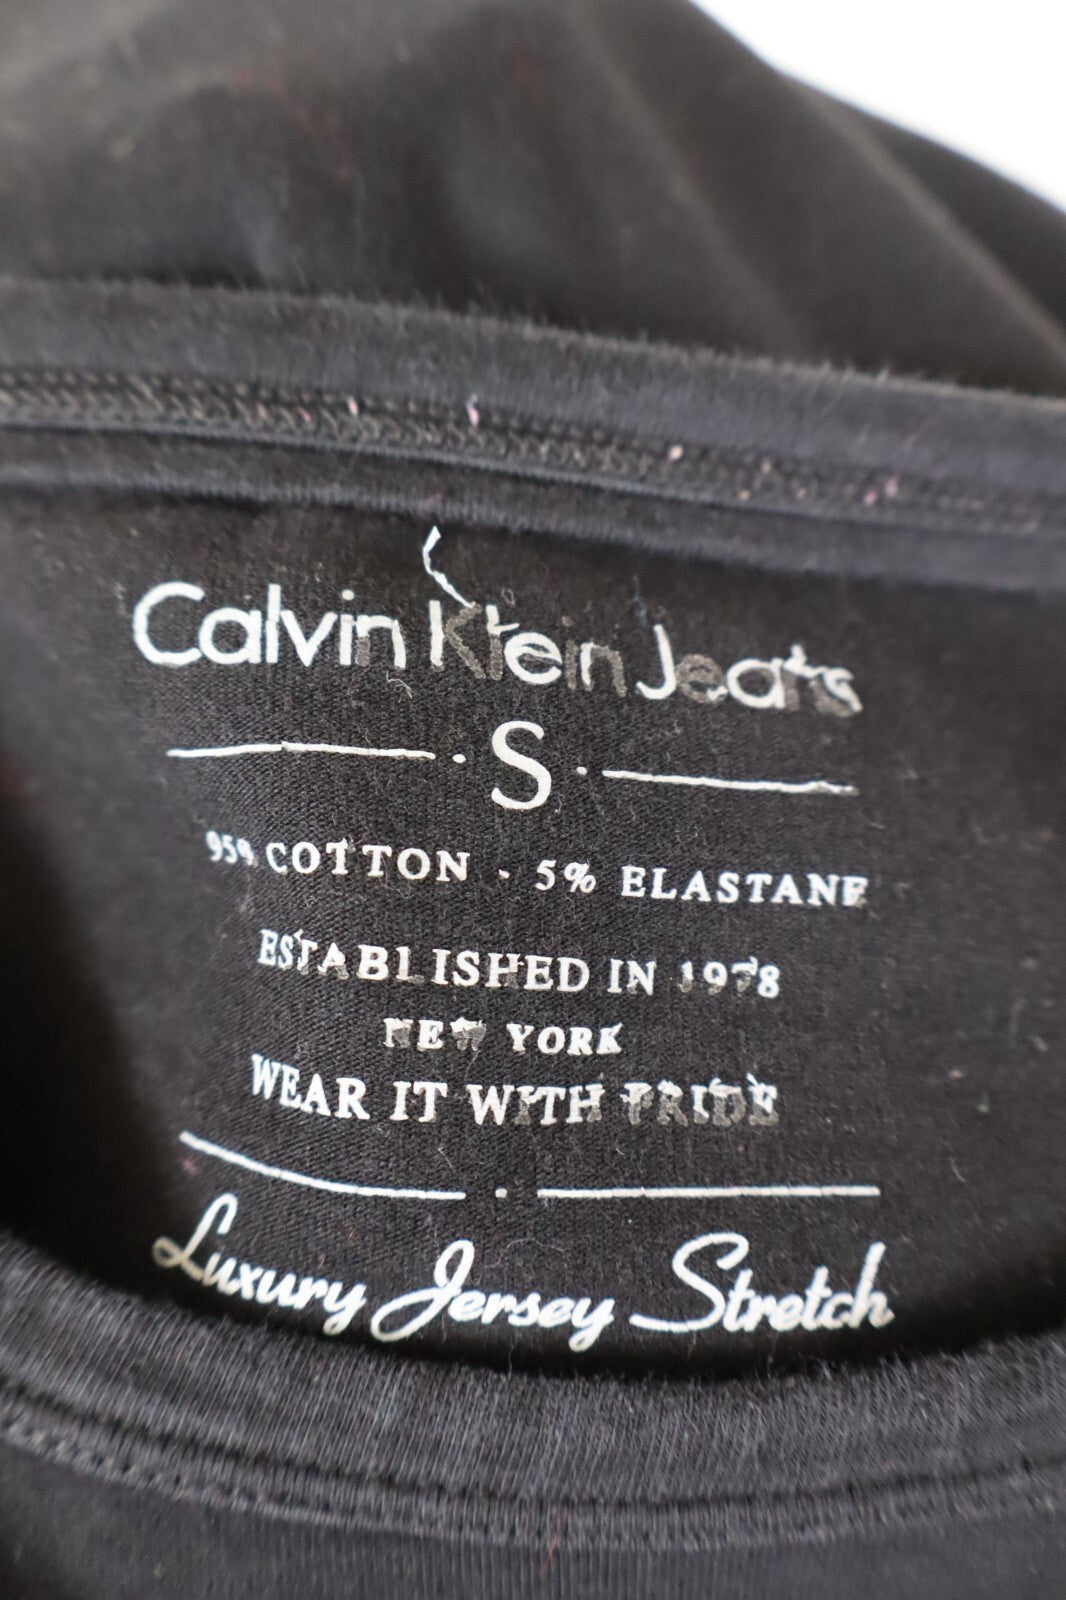 Calvin Klein Jeans
· S ·
95% COTTON - 5% ELASTANE
ESTABLISHED IN 1978
NEW YORK
WEAR IT WITH PRIDE
Luxury Jersey Stretch